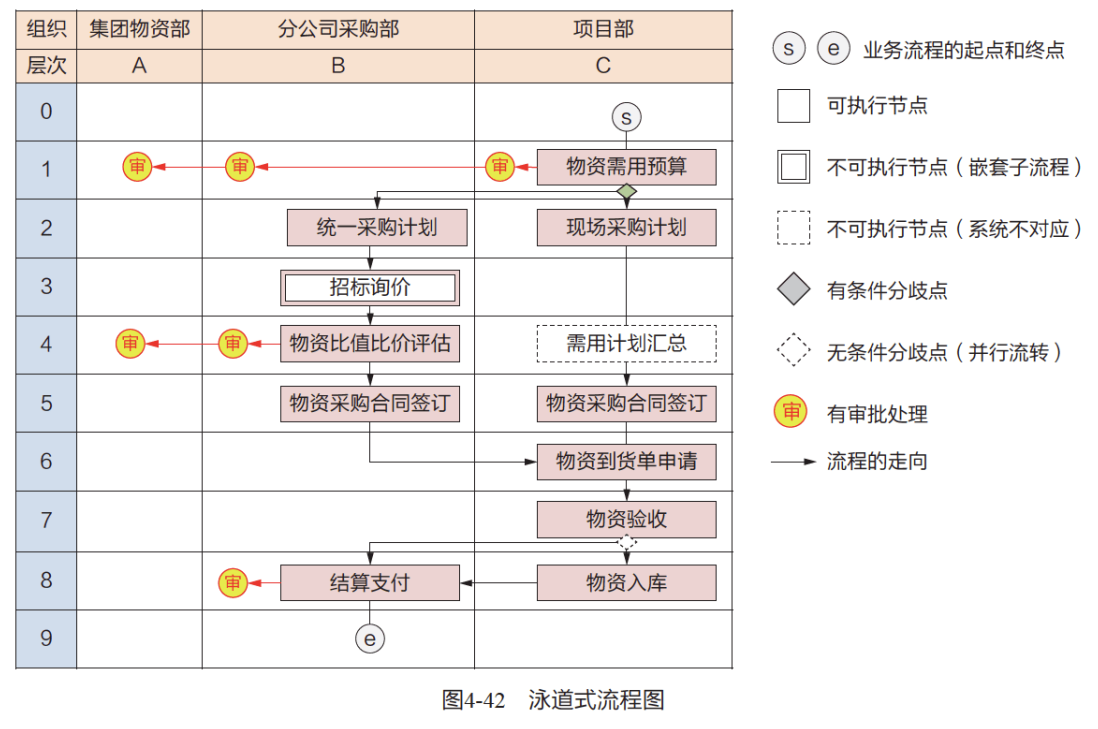 组织 集团物资部 分公司采购部 项目部
层次 A B C
0 s
1 审 审 审 物资需用预算
2 统一采购计划 现场采购计划
3 招标询价
4 审 审 物资比值比价评估 需用计划汇总
5 物资采购合同签订 物资采购合同签订
6 物资到货单申请
7 物资验收
8 审 结算支付 物资入库
9 e
s e 业务流程的起点和终点
可执行节点
不可执行节点（嵌套子流程）
不可执行节点（系统不对应）
有条件分歧点
无条件分歧点（并行流转）
审 有审批处理
流程的走向
图4-42 泳道式流程图